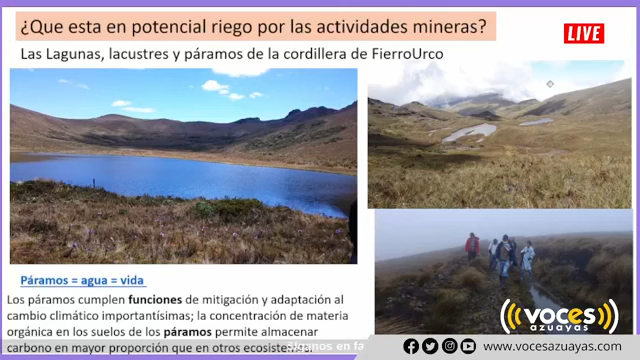 ¿Que esta en potencial riego por las actividades mineras?
LIVE
Las Lagunas, lacustres y páramos de la cordillera de FierroUrco
Páramos = agua = vida
Los páramos cumplen funciones de mitigación y adaptación al
cambio climático importantísimas; la concentración de materia
orgánica en los suelos de los páramos permite almacenar
carbono en mayor proporción que en otros
VOCES
azuayas
www.vocesazuayas.com